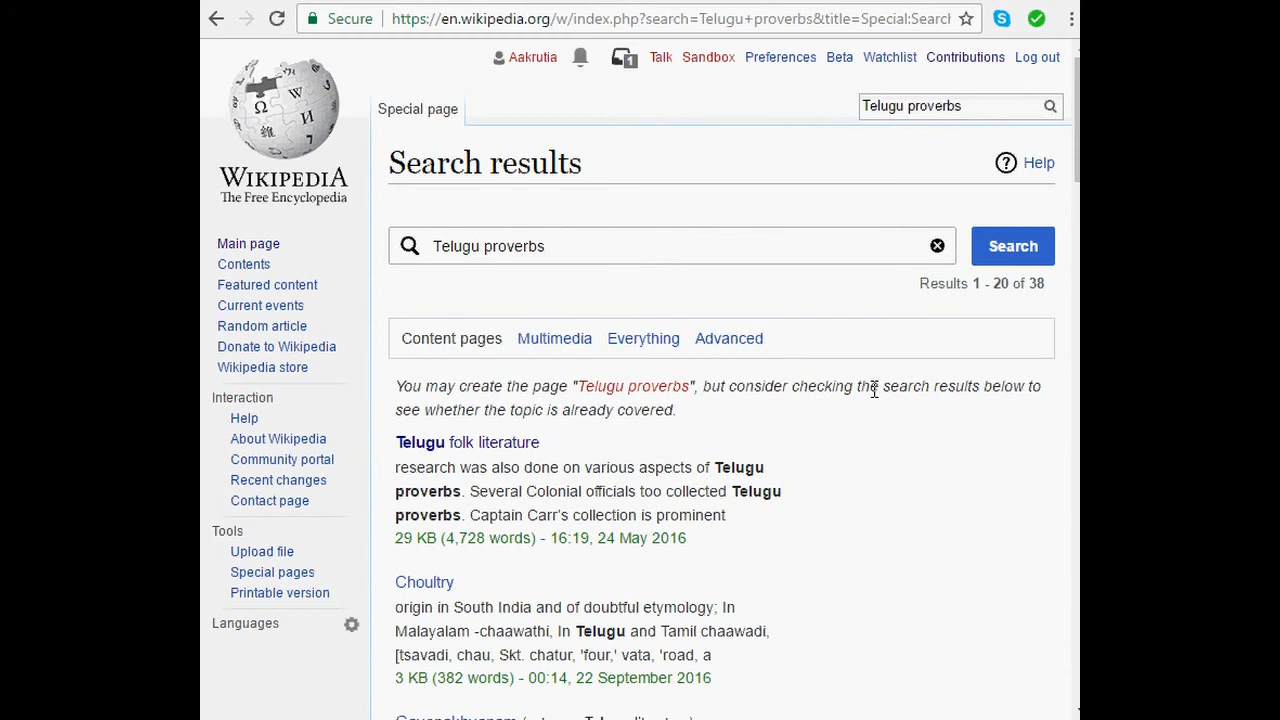 Secure https://en.wikipedia.org/w/index.php?search=Telugu+proverbs&title=Special:Search
Aakrutia 1 Talk Sandbox Preferences Beta Watchlist Contributions Log out
Special page
Telugu proverbs
WIKIPEDIA
The Free Encyclopedia
Main page
Contents
Featured content
Current events
Random article
Donate to Wikipedia
Wikipedia store
Interaction
Help
About Wikipedia
Community portal
Recent changes
Contact page
Tools
Upload file
Special pages
Printable version
Languages
Search results
Help
Telugu proverbs
Search
Results 1 - 20 of 38
Content pages Multimedia Everything Advanced
You may create the page "Telugu proverbs", but consider checking the search results below to
see whether the topic is already covered.
Telugu folk literature
research was also done on various aspects of Telugu
proverbs. Several Colonial officials too collected Telugu
proverbs. Captain Carr's collection is prominent
29 KB (4,728 words) - 16:19, 24 May 2016
Choultry
origin in South India and of doubtful etymology; In
Malayalam -chaawathi, In Telugu and Tamil chaawadi,
[tsavadi, chau, Skt. chatur, 'four,' vata, 'road, a
3 KB (382 words) - 00:14, 22 September 2016